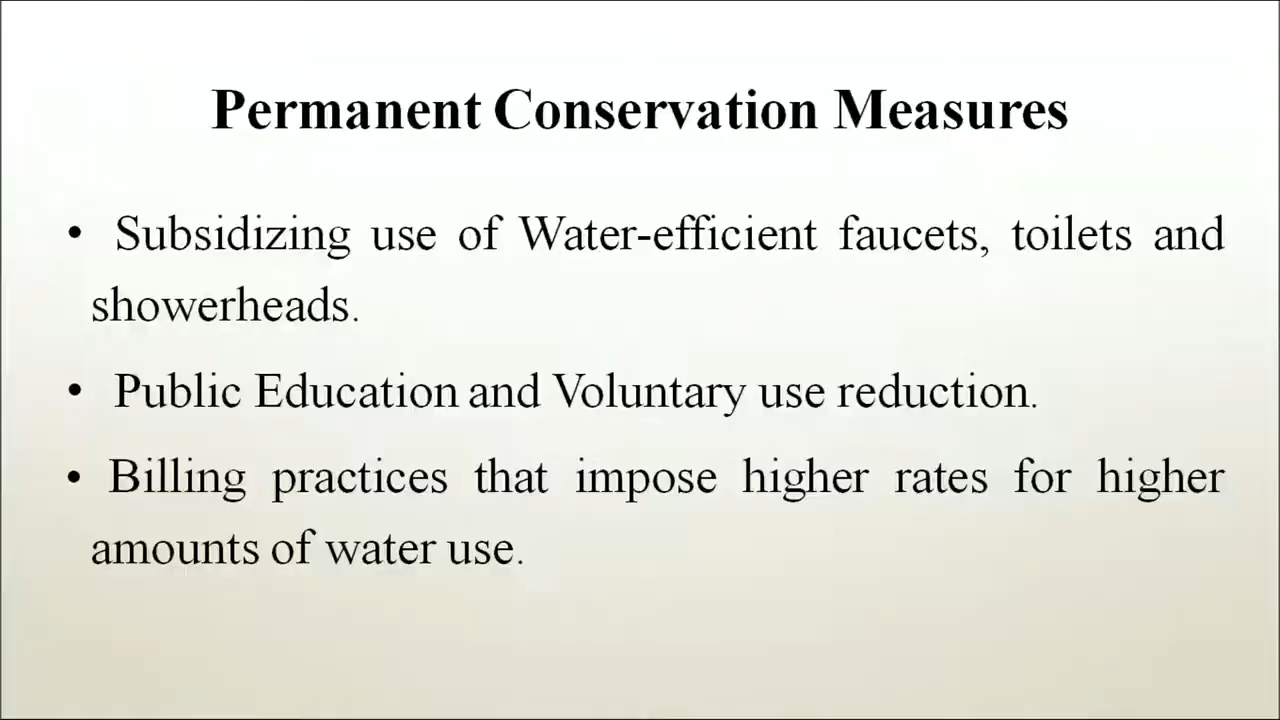 Permanent Conservation Measures
• Subsidizing use of Water-efficient faucets, toilets and
showerheads.
• Public Education and Voluntary use reduction.
• Billing practices that impose higher rates for higher
amounts of water use.